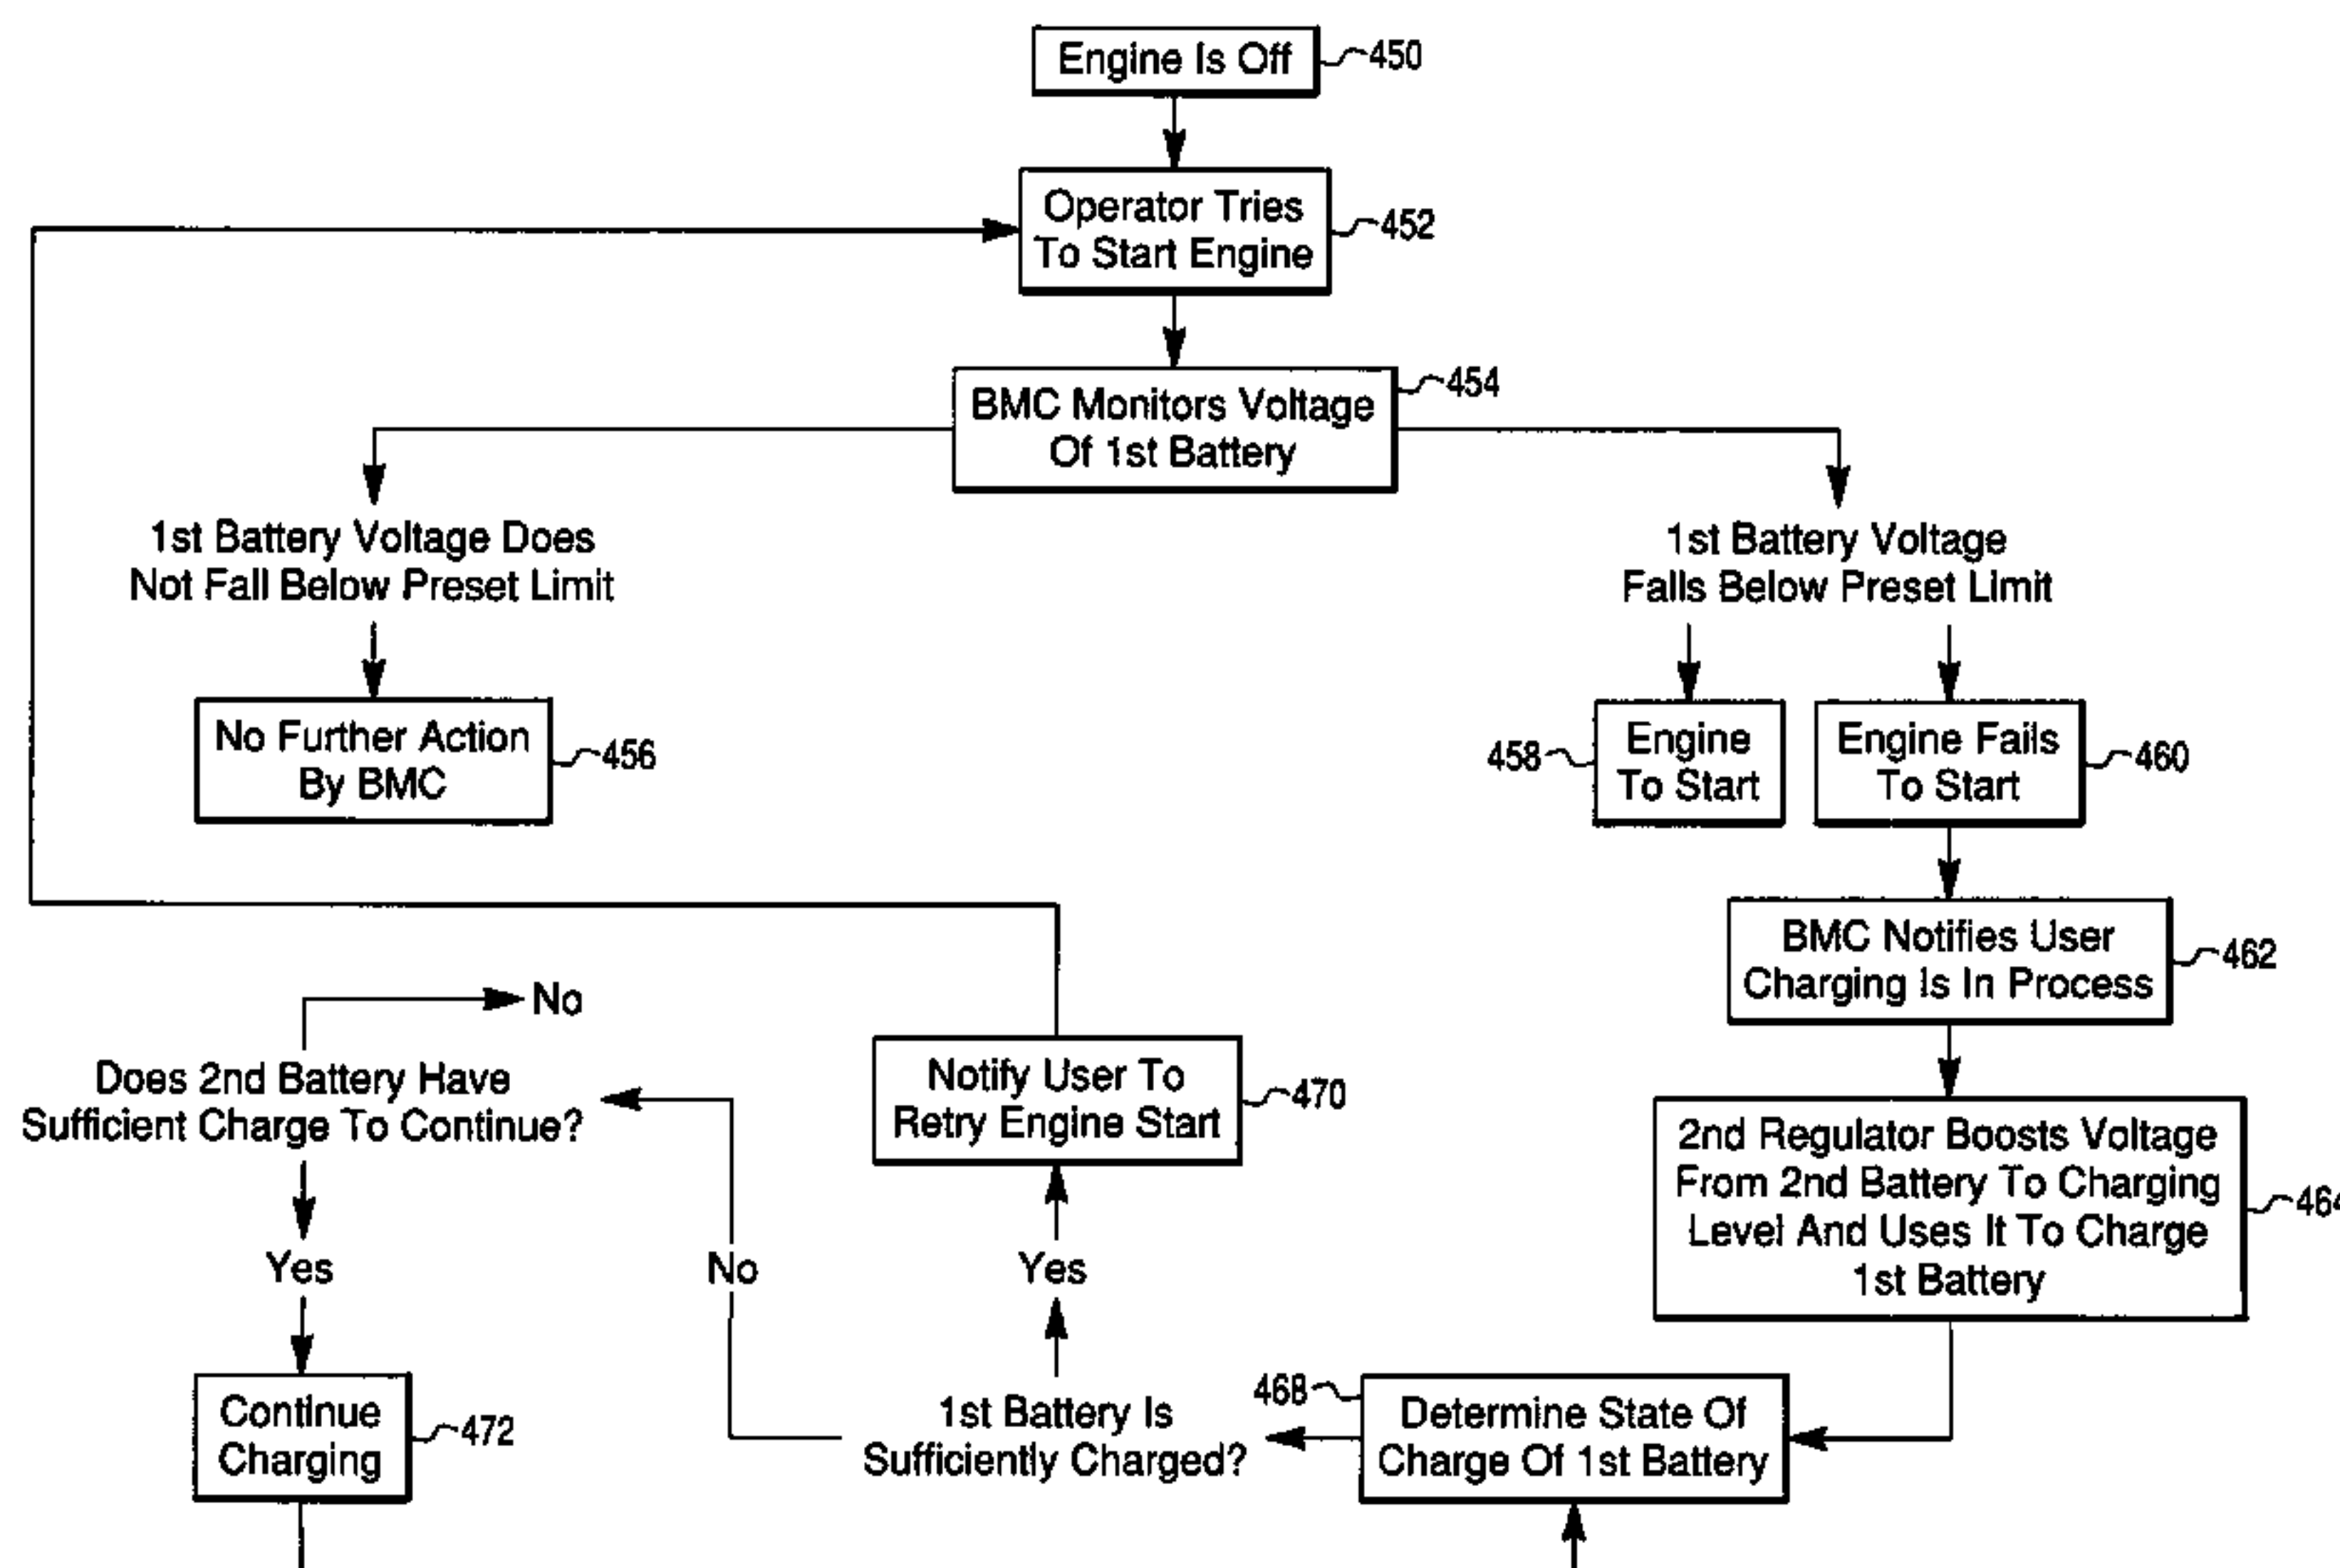 Engine Is Off
450
Operator Tries
To Start Engine
452
BMC Monitors Voltage
Of 1st Battery
454
1st Battery Voltage Does
Not Fall Below Preset Limit
1st Battery Voltage
Falls Below Preset Limit
No Further Action
By BMC
456
458
Engine
To Start
Engine Fails
To Start
460
BMC Notifies User
Charging Is In Process
462
No
Does 2nd Battery Have
Sufficient Charge To Continue?
Notify User To
Retry Engine Start
470
2nd Regulator Boosts Voltage
From 2nd Battery To Charging
Level And Uses It To Charge
1st Battery
464
Yes
No
Yes
Continue
Charging
472
1st Battery Is
Sufficiently Charged?
468
Determine State Of
Charge Of 1st Battery